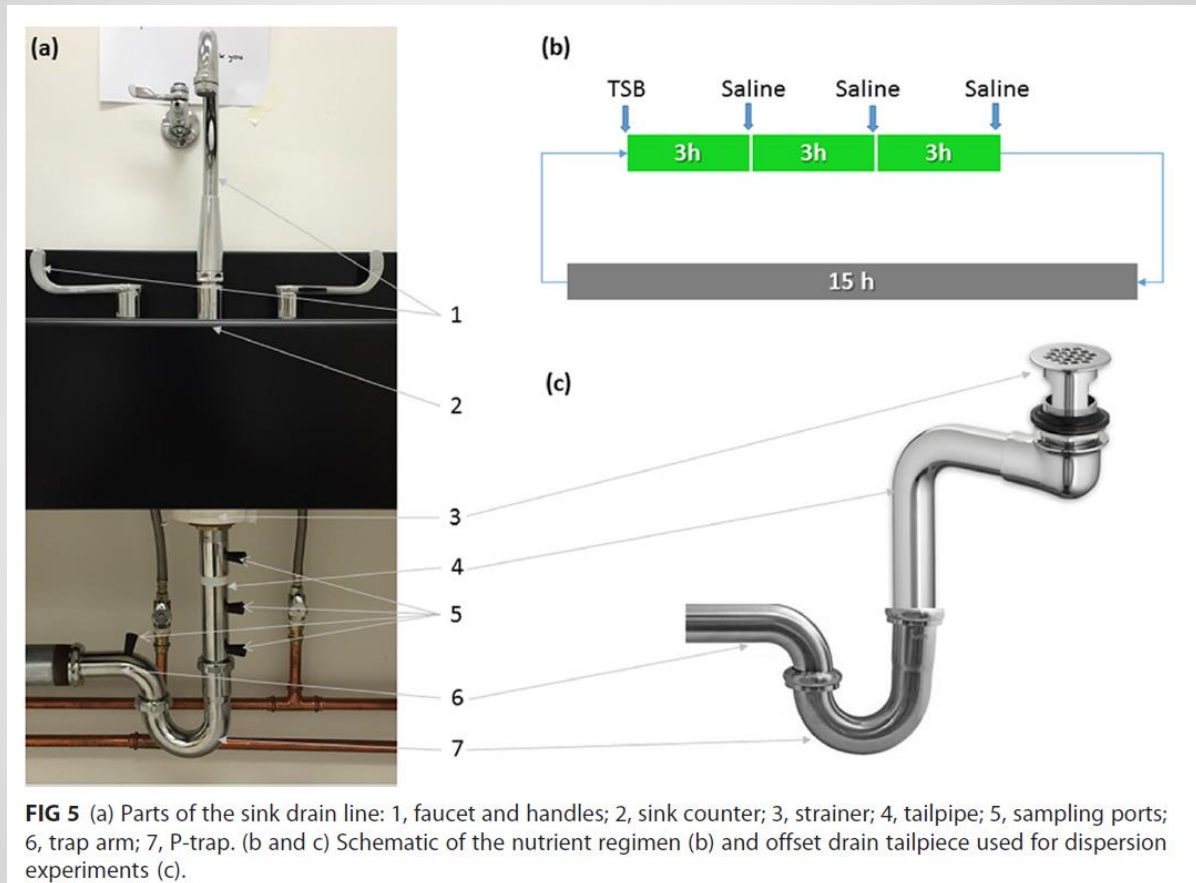 (a)
you
(b)
TSB
Saline
Saline
Saline
3h
3h
3h
15 h
1
2
(c)
3
4
5
6
7
FIG 5 (a) Parts of the sink drain line: 1, faucet and handles; 2, sink counter; 3, strainer; 4, tailpipe; 5, sampling ports;
6, trap arm; 7, P-trap. (b and c) Schematic of the nutrient regimen (b) and offset drain tailpiece used for dispersion
experiments (c).